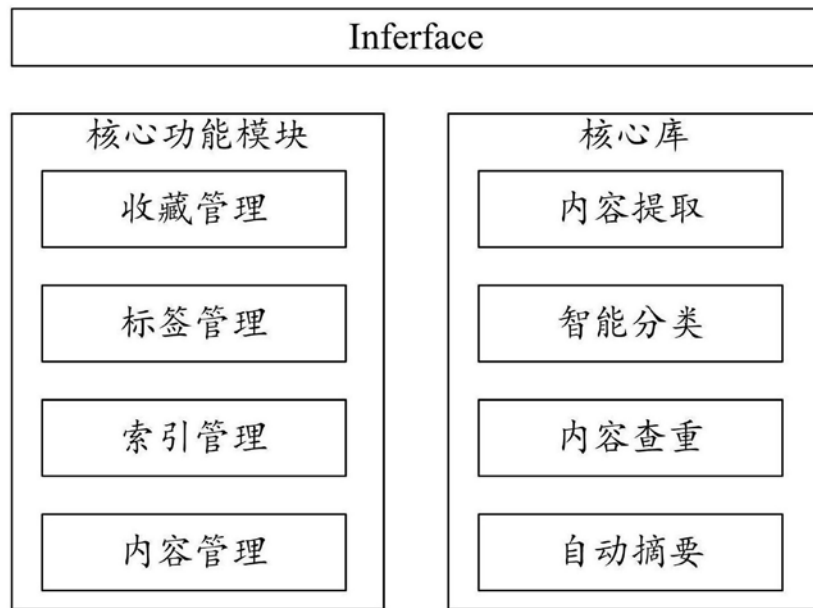 Inferface
核心功能模块
收藏管理
标签管理
索引管理
内容管理
核心库
内容提取
智能分类
内容查重
自动摘要